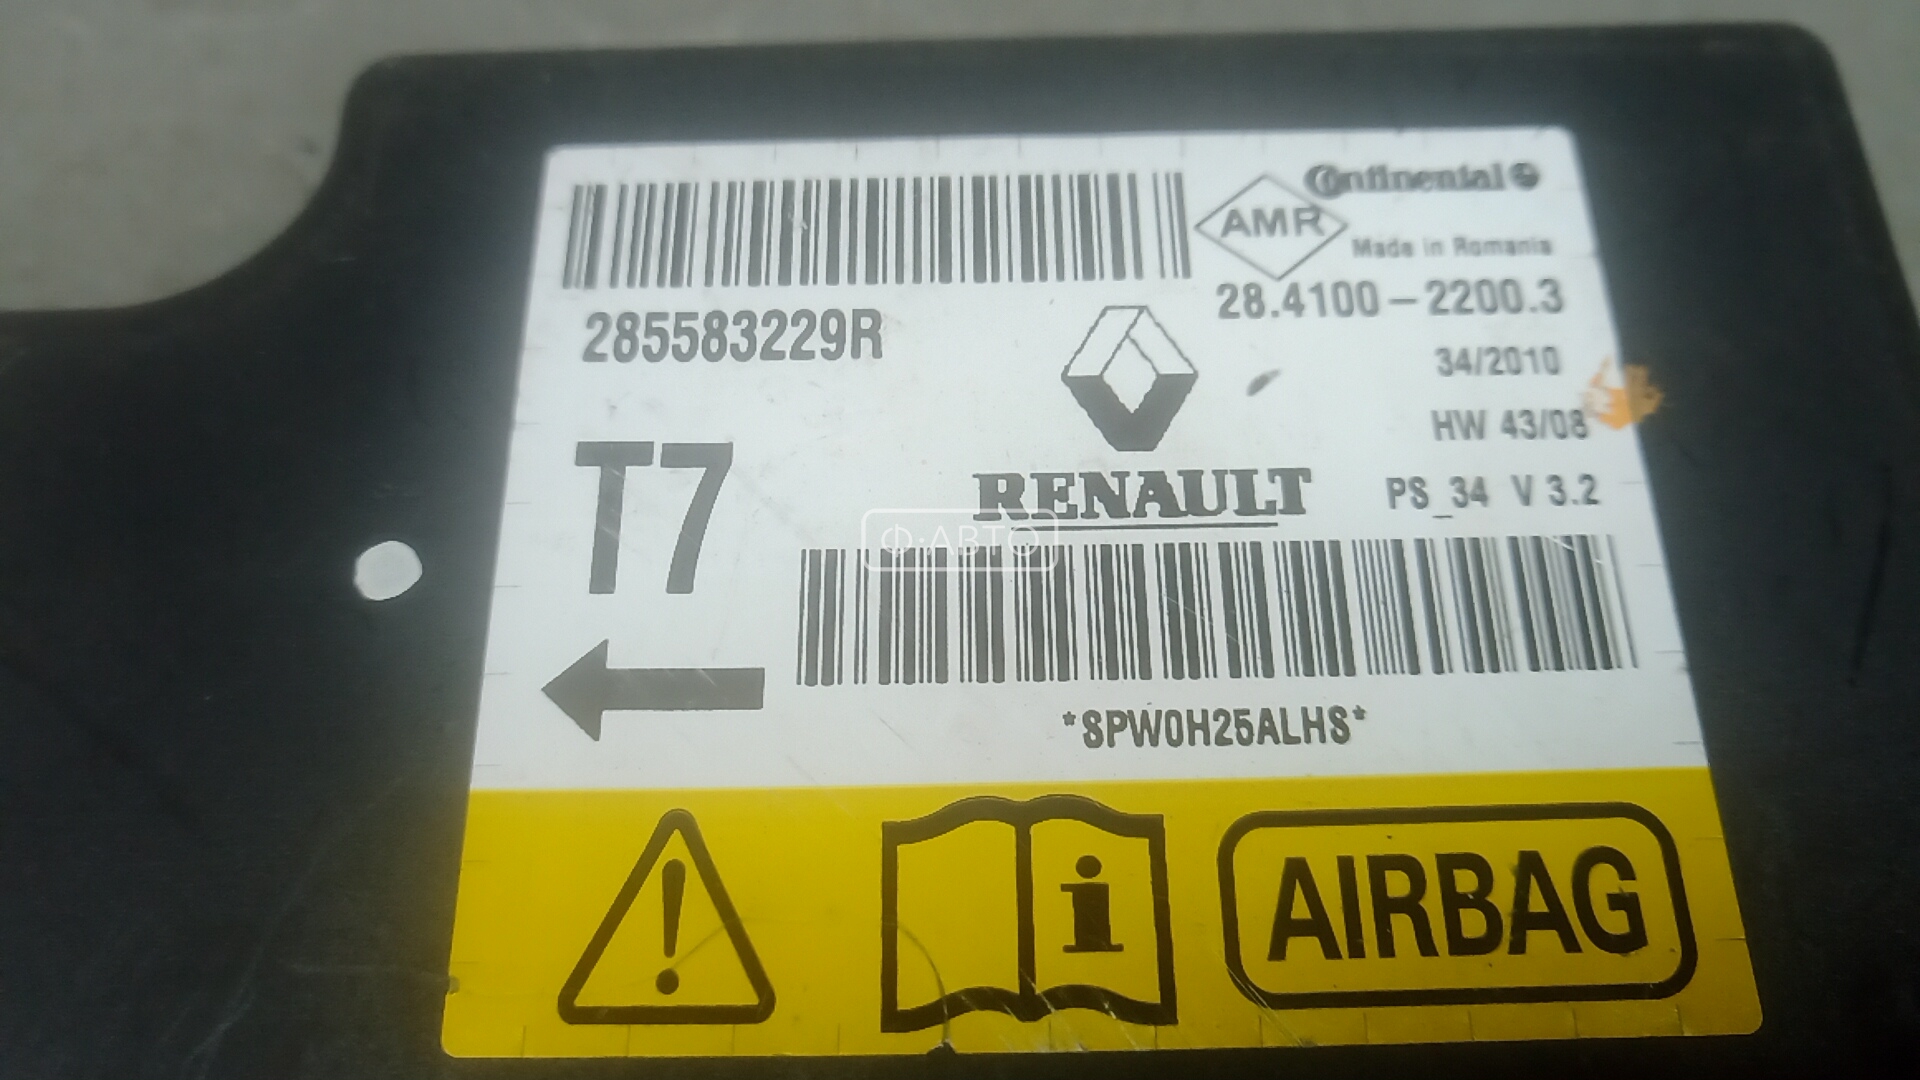 Continental
AMR
Made in Romania
285583229R
28.4100-2200.3
34/2010
HW 43/08
T7
RENAULT
PS_34 V 3.2
Ф·АВТО
*SPW0H25ALHS*
i
AIRBAG